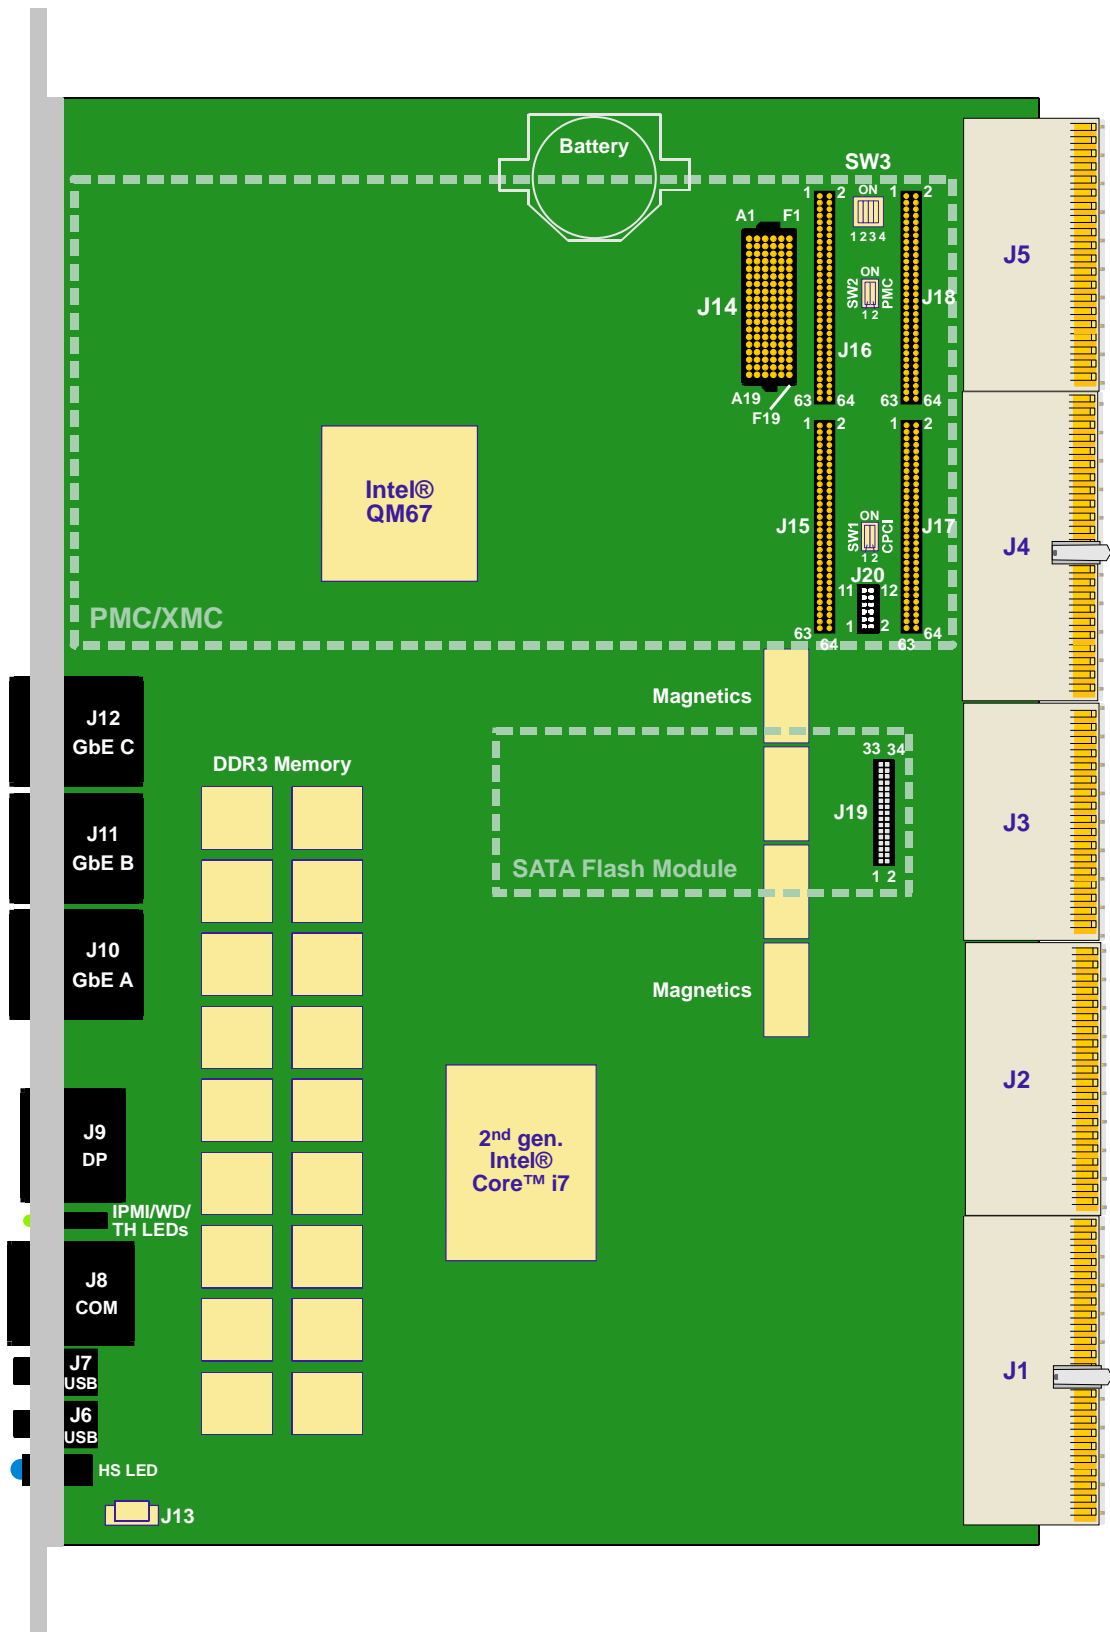 Battery
SW3
ON
1 2 3 4
1 2
1 2
A1 F1
J14
A19
F19
SW2
ON
PMC
1 2
J16
J18
J5
63 64
63 64
1 2
1 2
Intel®
QM67
J15
SW1
ON
CPCI
1 2
J17
J4
J20
11 12
1 2
63
64
63
64
PMC/XMC
Magnetics
J12
GbE C
DDR3 Memory
33 34
J11
GbE B
J19
J3
SATA Flash Module
1 2
J10
GbE A
Magnetics
J9
DP
2nd gen.
Intel®
Core™ i7
J2
IPMI/WD/
TH LEDs
J8
COM
J7
USB
J6
USB
J1
HS LED
J13